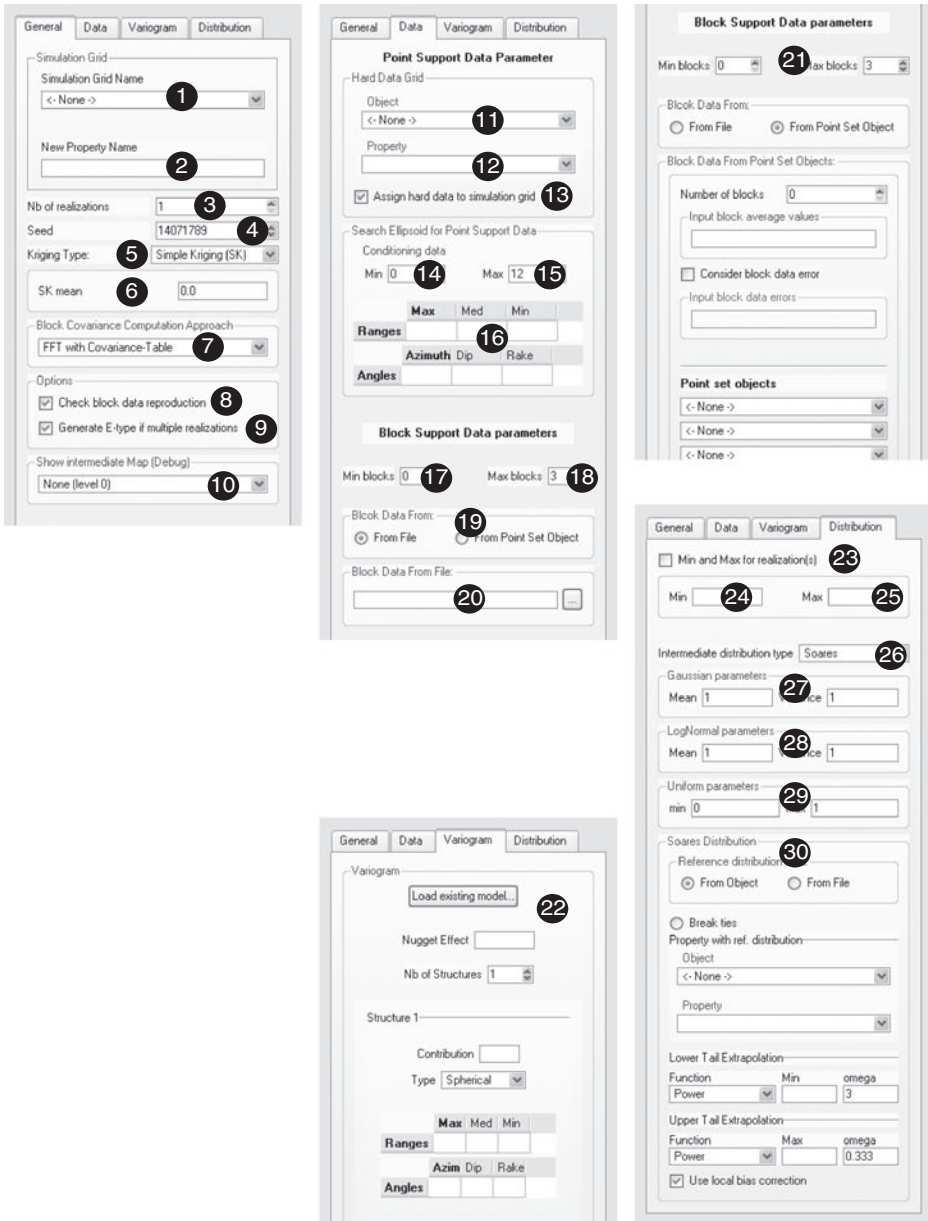 General Data Variogram Distribution
Simulation Grid
Simulation Grid Name
<- None -> 1
New Property Name
2
Nb of realizations 1 3
Seed 14071789 4
Kriging Type: 5 Simple Kriging (SK)
SK mean 6 0.0
Block Covariance Computation Approach
FFT with Covariance-Table 7
Options
Check block data reproduction 8
Generate E-type if multiple realizations 9
Show intermediate Map (Debug)
None (level 0) 10
General Data Variogram Distribution
Point Support Data Parameter
Hard Data Grid
Object
<- None -> 11
Property
12
Assign hard data to simulation grid 13
Search Ellipsoid for Point Support Data
Conditioning data
Min 0 14 Max 12 15
Max Med Min
Ranges 16
Azimuth Dip Rake
Angles
Block Support Data parameters
Min blocks 0 17 Max blocks 3 18
Blcok Data From: 19
From File From Point Set Object
Block Data From File:
20 ...
Block Support Data parameters
Min blocks 0 21 ax blocks 3
Blcok Data From:
From File From Point Set Object
Block Data From Point Set Objects:
Number of blocks 0
Input block average values
Consider block data error
Input block data errors
Point set objects
<- None ->
<- None ->
<- None ->
General Data Variogram Distribution
Variogram
Load existing model... 22
Nugget Effect
Nb of Structures 1
Structure 1
Contribution
Type Spherical
Max Med Min
Ranges
Azim Dip Rake
Angles
General Data Variogram Distribution
Min and Max for realization(s) 23
Min 24 Max 25
Intermediate distribution type Soares 26
Gaussian parameters
Mean 1 27 nce 1
LogNormal parameters
Mean 1 28 nce 1
Uniform parameters
min 0 29 1
Soares Distribution
Reference distribution 30
From Object From File
Break ties
Property with ref. distribution
Object
<- None ->
Property
Lower Tail Extrapolation
Function Min omega
Power 3
Upper Tail Extrapolation
Function Max omega
Power 0.333
Use local bias correction